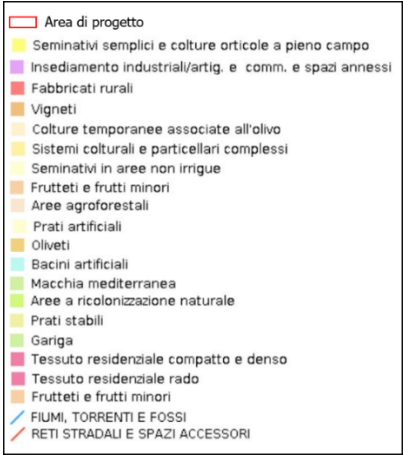 Area di progetto
Seminativi semplici e colture orticole a pieno campo
Insediamento industriali/artig. e comm. e spazi annessi
Fabbricati rurali
Vigneti
Colture temporanee associate all'olivo
Sistemi colturali e particellari complessi
Seminativi in aree non irrigue
Frutteti e frutti minori
Aree agroforestali
Prati artificiali
Oliveti
Bacini artificiali
Macchia mediterranea
Aree a ricolonizzazione naturale
Prati stabili
Gariga
Tessuto residenziale compatto e denso
Tessuto residenziale rado
Frutteti e frutti minori
FIUMI, TORRENTI E FOSSI
RETI STRADALI E SPAZI ACCESSORI